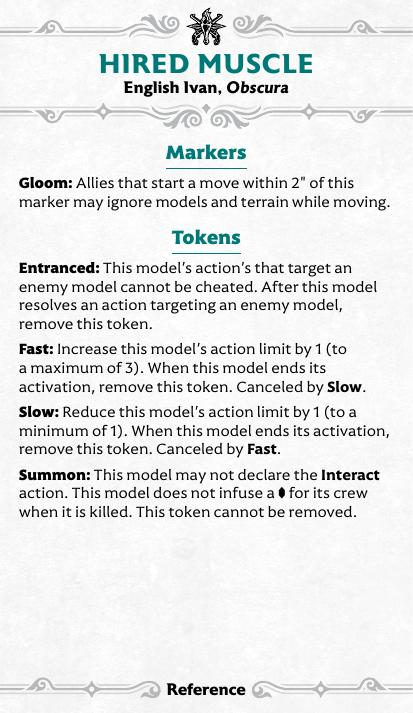 HIRED MUSCLE
English Ivan, Obscura
Markers
Gloom: Allies that start a move within 2" of this
marker may ignore models and terrain while moving.
Tokens
Entranced: This model's action's that target an
enemy model cannot be cheated. After this model
resolves an action targeting an enemy model,
remove this token.
Fast: Increase this model's action limit by 1 (to
a maximum of 3). When this model ends its
activation, remove this token. Canceled by Slow.
Slow: Reduce this model's action limit by 1 (to a
minimum of 1). When this model ends its activation,
remove this token. Canceled by Fast.
Summon: This model may not declare the Interact
action. This model does not infuse a for its crew
when it is killed. This token cannot be removed.
Reference